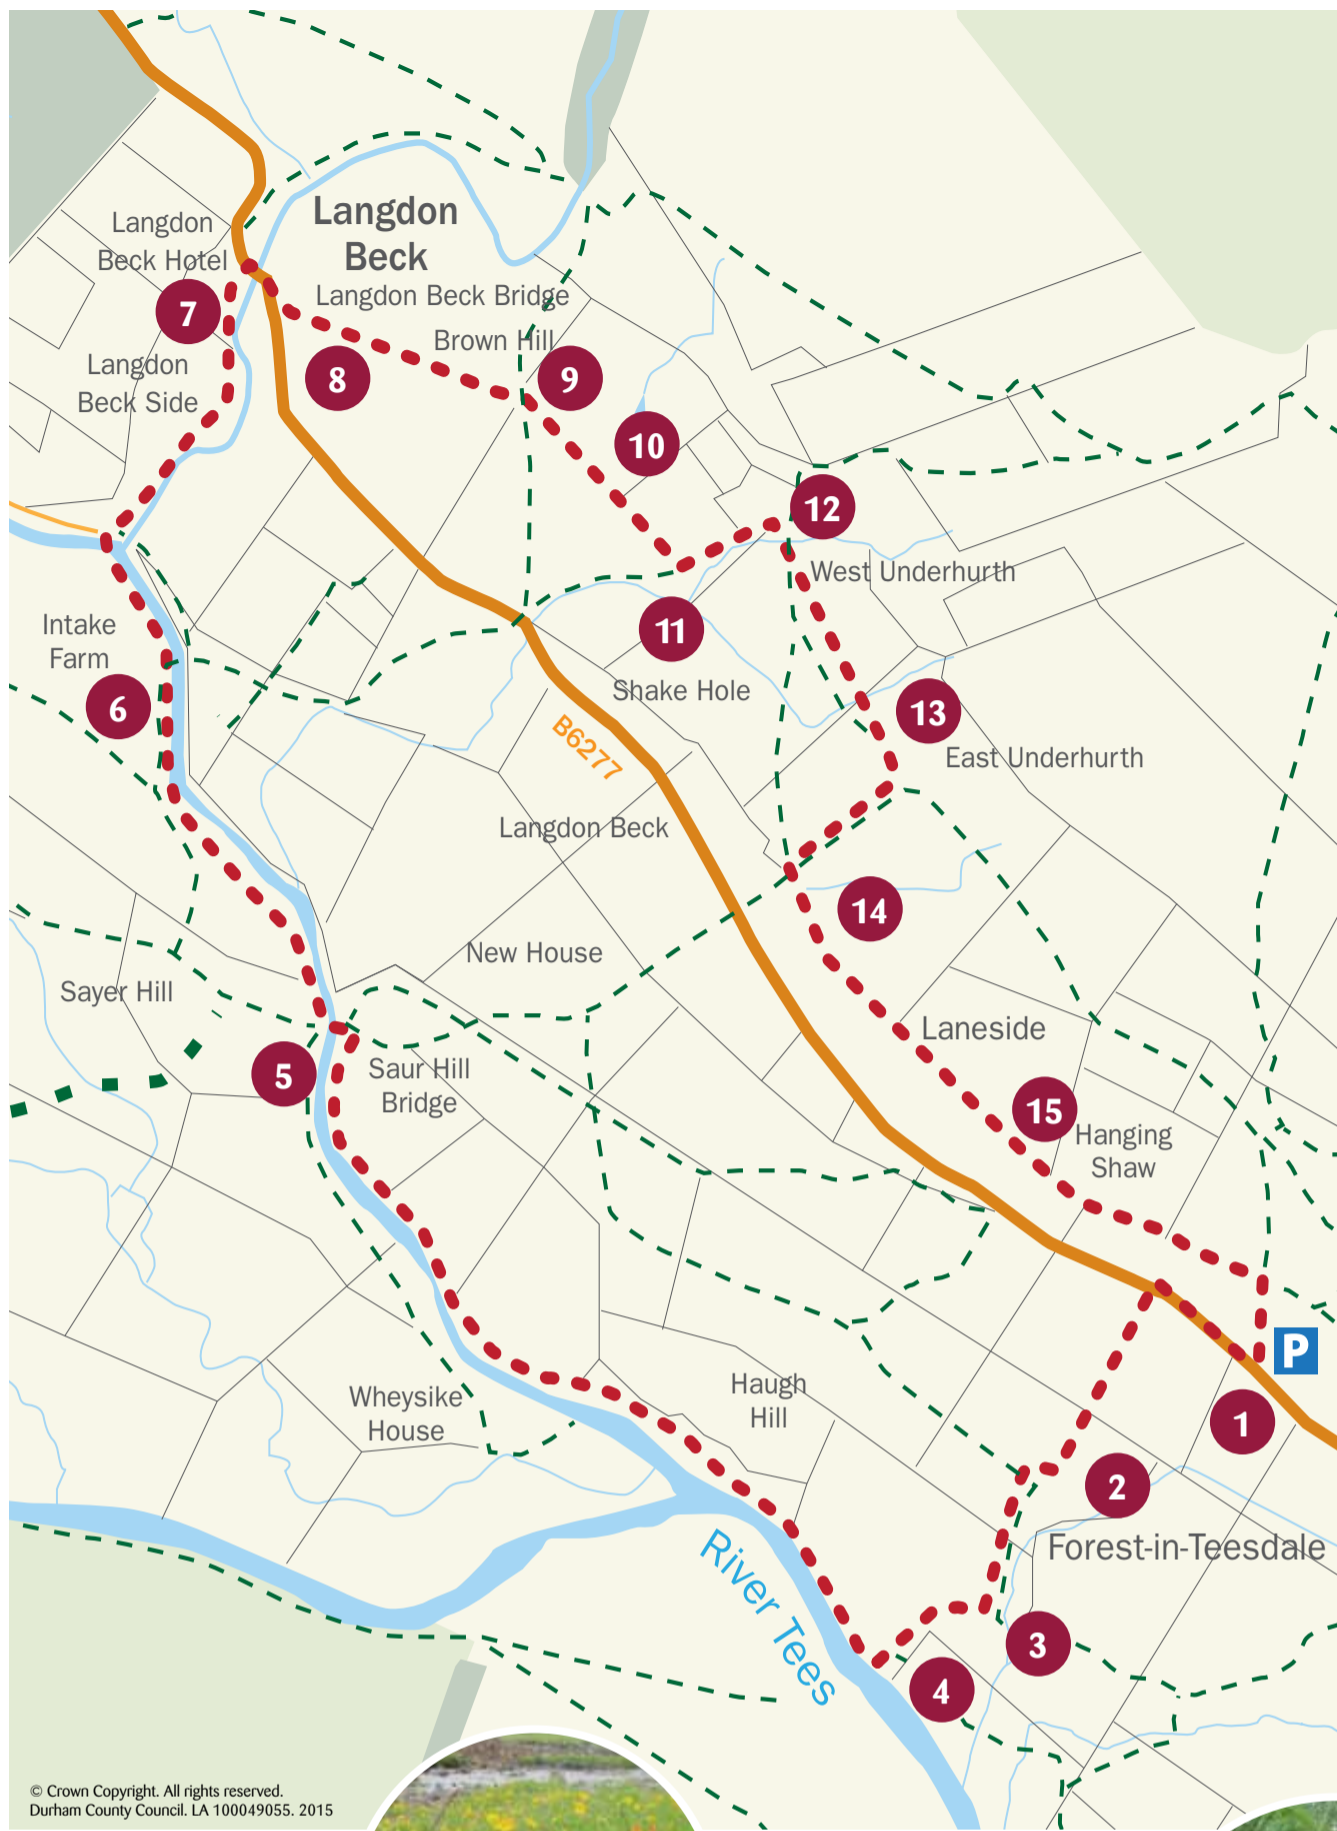 Langdon
Beck Hotel
Langdon
Beck
Langdon Beck Bridge
7
Brown Hill
Langdon
Beck Side
8
9
10
12
West Underhurth
Intake
Farm
11
6
Shake Hole
13
B6277
East Underhurth
Langdon Beck
14
New House
Sayer Hill
Laneside
5
Saur Hill
Bridge
15
Hanging
Shaw
P
Wheysike
House
Haugh
Hill
1
2
Forest-in-Teesdale
River Tees
3
4
© Crown Copyright. All rights reserved.
Durham County Council. LA 100049055. 2015